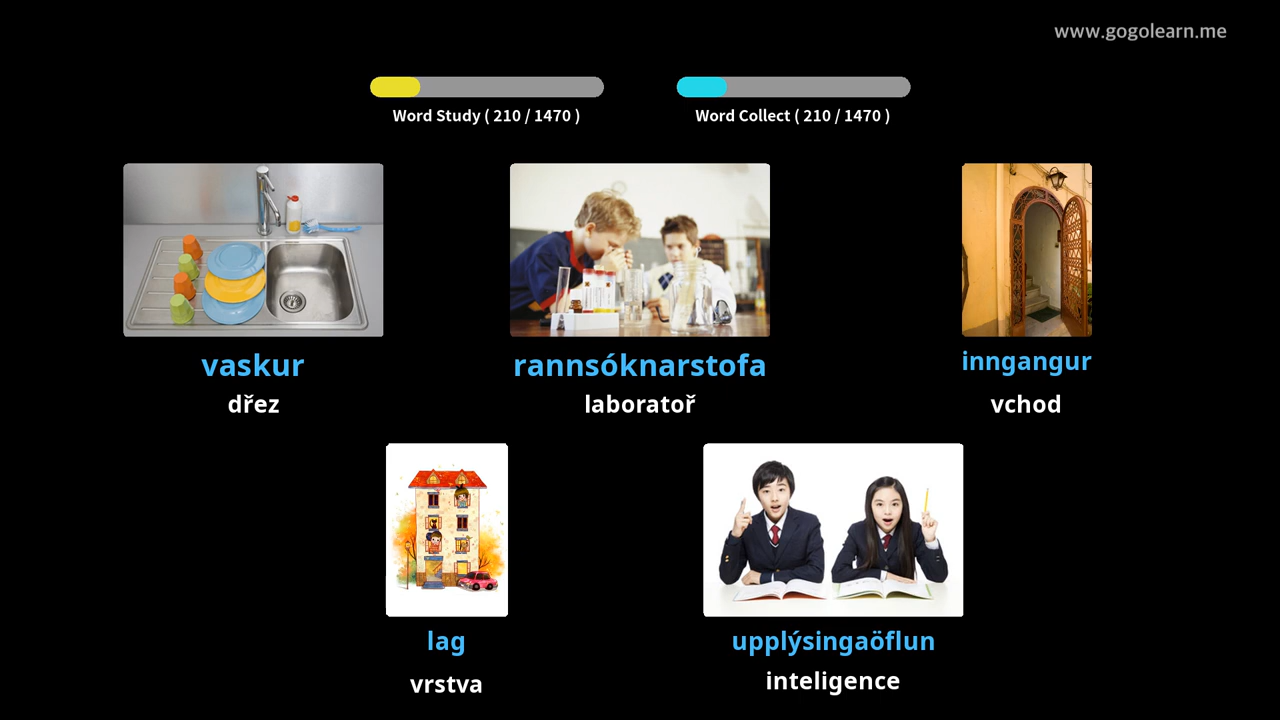 www.gogolearn.me
Word Study ( 210 / 1470 )
Word Collect ( 210 / 1470 )
vaskur
dřez
rannsóknarstofa
laboratoř
inngangur
vchod
lag
vrstva
upplýsingaöflun
inteligence